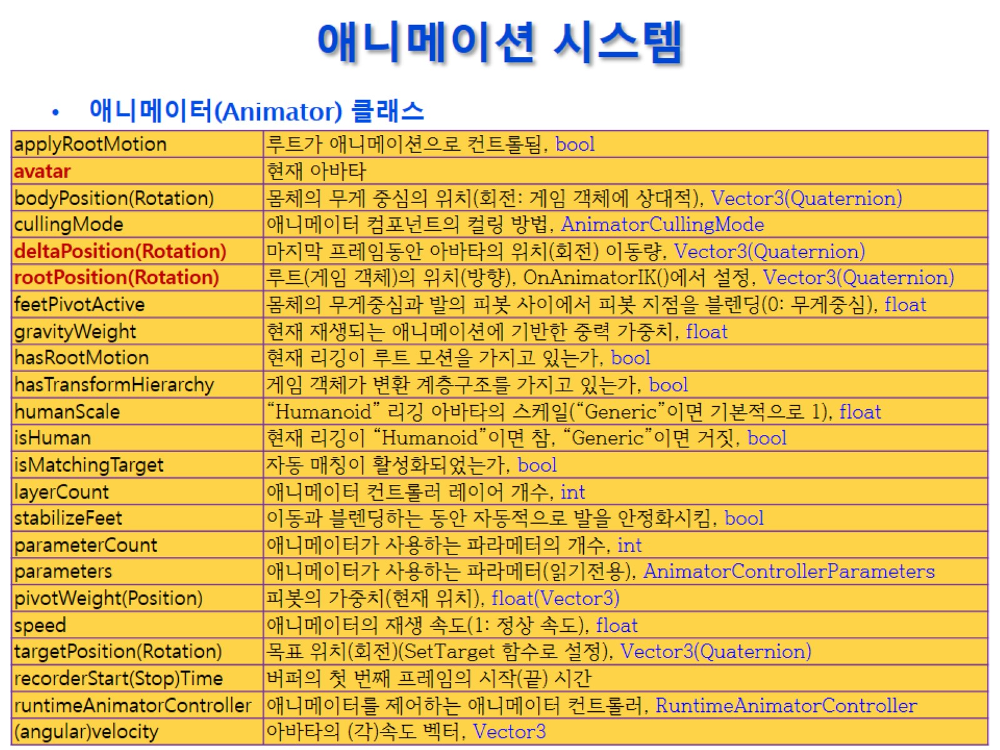 애니메이션 시스템
• 애니메이터(Animator) 클래스
applyRootMotion 루트가 애니메이션으로 컨트롤됨, bool
avatar 현재 아바타
bodyPosition(Rotation) 몸체의 무게 중심의 위치(회전: 게임 객체에 상대적), Vector3(Quaternion)
cullingMode 애니메이터 컴포넌트의 컬링 방법, AnimatorCullingMode
deltaPosition(Rotation) 마지막 프레임동안 아바타의 위치(회전) 이동량, Vector3(Quaternion)
rootPosition(Rotation) 루트(게임 객체)의 위치(방향), OnAnimatorIK()에서 설정, Vector3(Quaternion)
feetPivotActive 몸체의 무게중심과 발의 피봇 사이에서 피봇 지점을 블렌딩(0: 무게중심), float
gravityWeight 현재 재생되는 애니메이션에 기반한 중력 가중치, float
hasRootMotion 현재 리깅이 루트 모션을 가지고 있는가, bool
hasTransformHierarchy 게임 객체가 변환 계층구조를 가지고 있는가, bool
humanScale “Humanoid” 리깅 아바타의 스케일(“Generic”이면 기본적으로 1), float
isHuman 현재 리깅이 “Humanoid”이면 참, “Generic”이면 거짓, bool
isMatchingTarget 자동 매칭이 활성화되었는가, bool
layerCount 애니메이터 컨트롤러 레이어 개수, int
stabilizeFeet 이동과 블렌딩하는 동안 자동적으로 발을 안정화시킴, bool
parameterCount 애니메이터가 사용하는 파라메터의 개수, int
parameters 애니메이터가 사용하는 파라메터(읽기전용), AnimatorControllerParameters
pivotWeight(Position) 피봇의 가중치(현재 위치), float(Vector3)
speed 애니메이터의 재생 속도(1: 정상 속도), float
targetPosition(Rotation) 목표 위치(회전)(SetTarget 함수로 설정), Vector3(Quaternion)
recorderStart(Stop)Time 버퍼의 첫 번째 프레임의 시작(끝) 시간
runtimeAnimatorController 애니메이터를 제어하는 애니메이터 컨트롤러, RuntimeAnimatorController
(angular)velocity 아바타의 (각)속도 벡터, Vector3